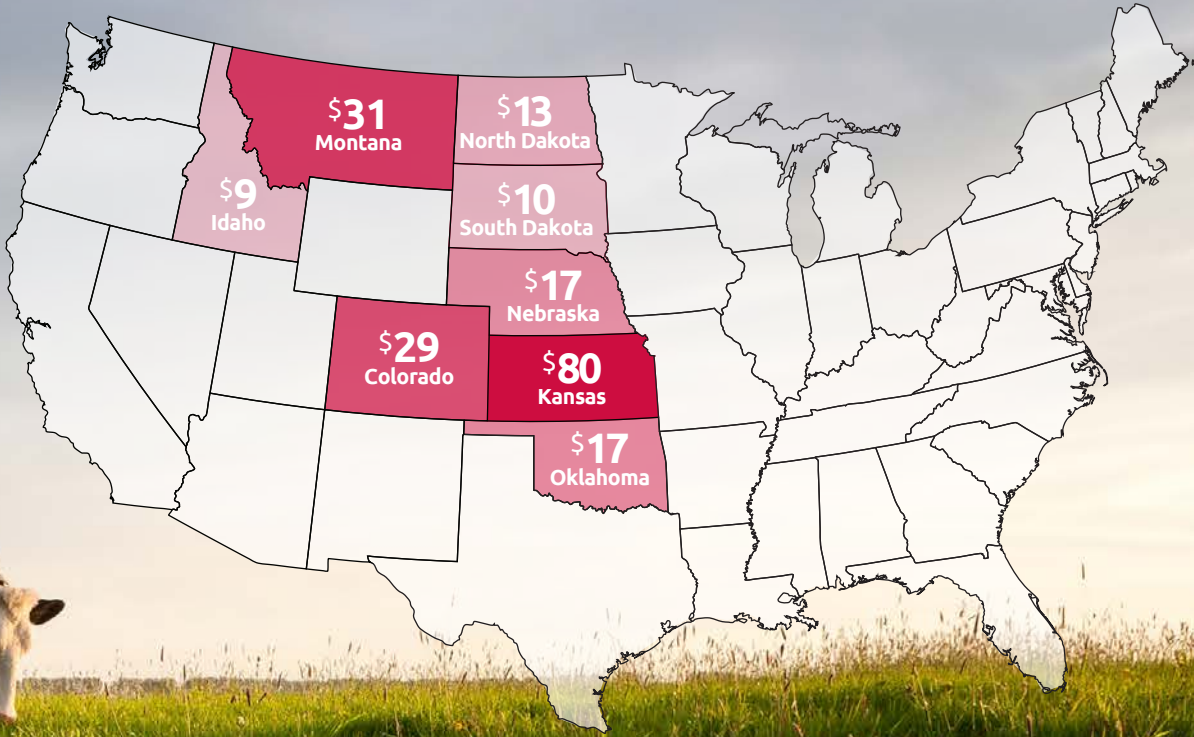 $31
Montana
$13
North Dakota
$9
Idaho
$10
South Dakota
$17
Nebraska
$29
Colorado
$80
Kansas
$17
Oklahoma